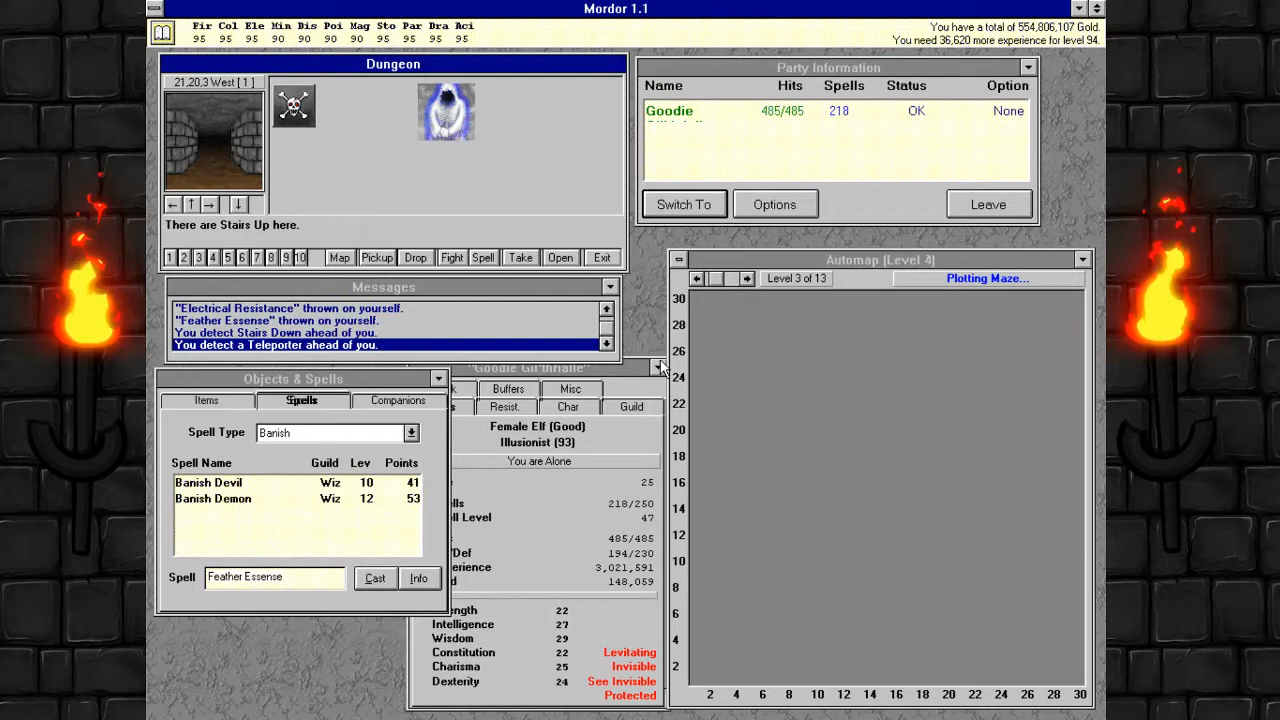 Mordor 1.1
Fir Col Ele Min Dis Poi Mag Sto Par Dra Aci
95 95 95 90 90 90 90 95 95 95 95
You have a total of 554,806,107 Gold.
You need 36,620 more experience for level 94.
Dungeon
21,20,3 West [ 1 ]
There are Stairs Up here.
1 2 3 4 5 6 7 8 9 10 Map Pickup Drop Fight Spell Take Open Exit
Party Information
Name Hits Spells Status Option
Goodie 485/485 218 OK None
Switch To Options Leave
Messages
"Electrical Resistance" thrown on yourself.
"Feather Essense" thrown on yourself.
You detect Stairs Down ahead of you.
You detect a Teleporter ahead of you.
Objects & Spells
Items Spells Companions
Spell Type Banish
Spell Name Guild Lev Points
Banish Devil Wiz 10 41
Banish Demon Wiz 12 53
Spell Feather Essense Cast Info
"Goodie Gil'thrialle"
k Buffers Misc
s Resist. Char Guild
Female Elf (Good)
Illusionist (93)
You are Alone
e 25
ells 218/250
ell Level 47
s 485/485
/Def 194/230
erience 3,021,591
d 148,059
ength 22
Intelligence 27
Wisdom 29
Constitution 22 Levitating
Charisma 25 Invisible
Dexterity 24 See Invisible
Protected
Automap (Level 4)
Level 3 of 13 Plotting Maze...
30
28
26
24
22
20
18
16
14
12
10
8
6
4
2
2 4 6 8 10 12 14 16 18 20 22 24 26 28 30